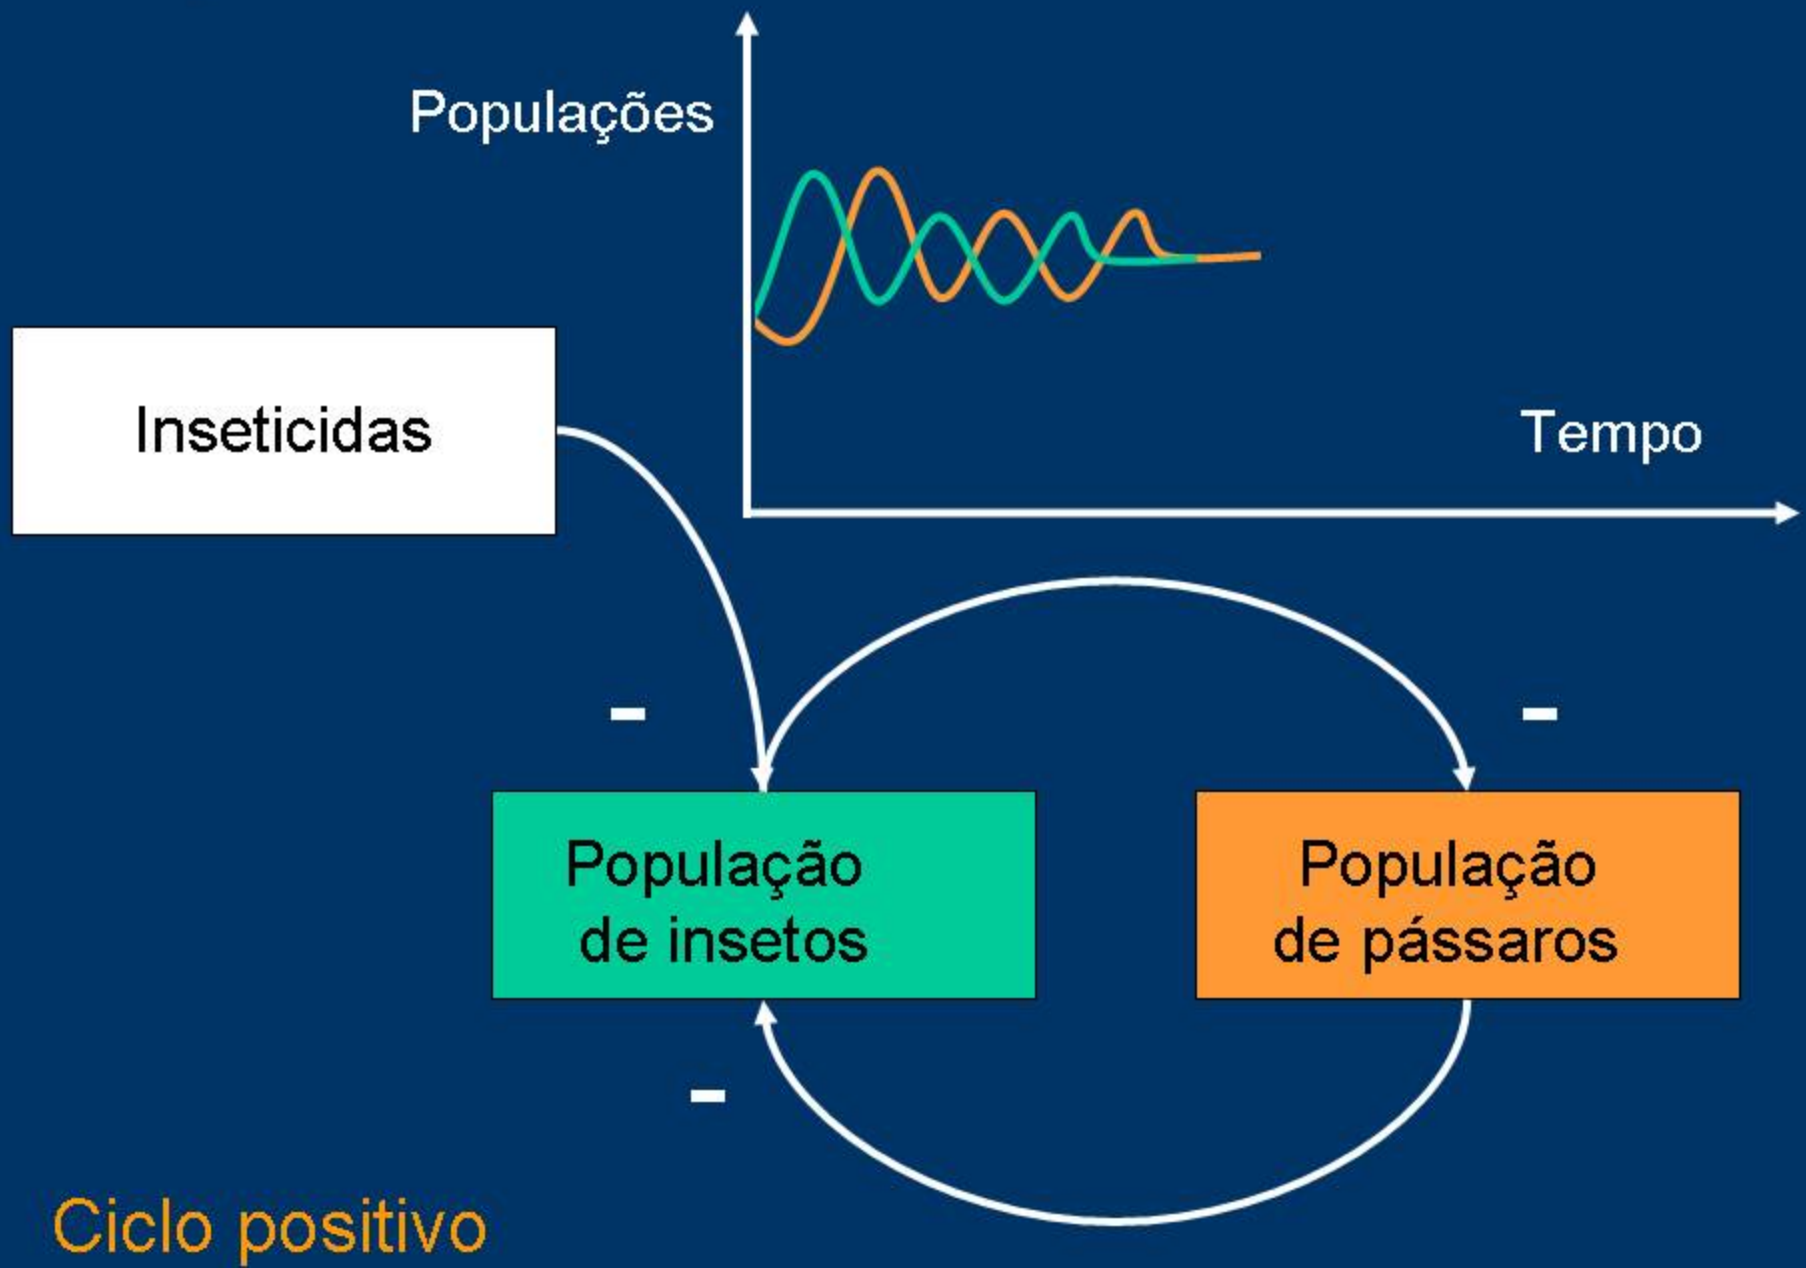 Populações
Inseticidas
Tempo
-
-
População
de insetos
População
de pássaros
-
Ciclo positivo